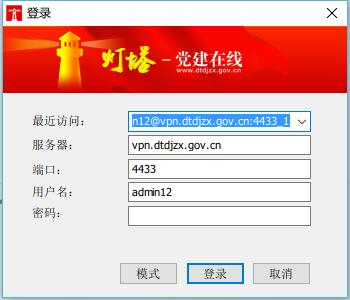 登录
灯塔 - 党建在线
www.dtdjzx.gov.cn
最近访问： n12@vpn.dtdjzx.gov.cn:4433_1
服务器： vpn.dtdjzx.gov.cn
端口： 4433
用户名： admin12
密码：
模式 登录 取消